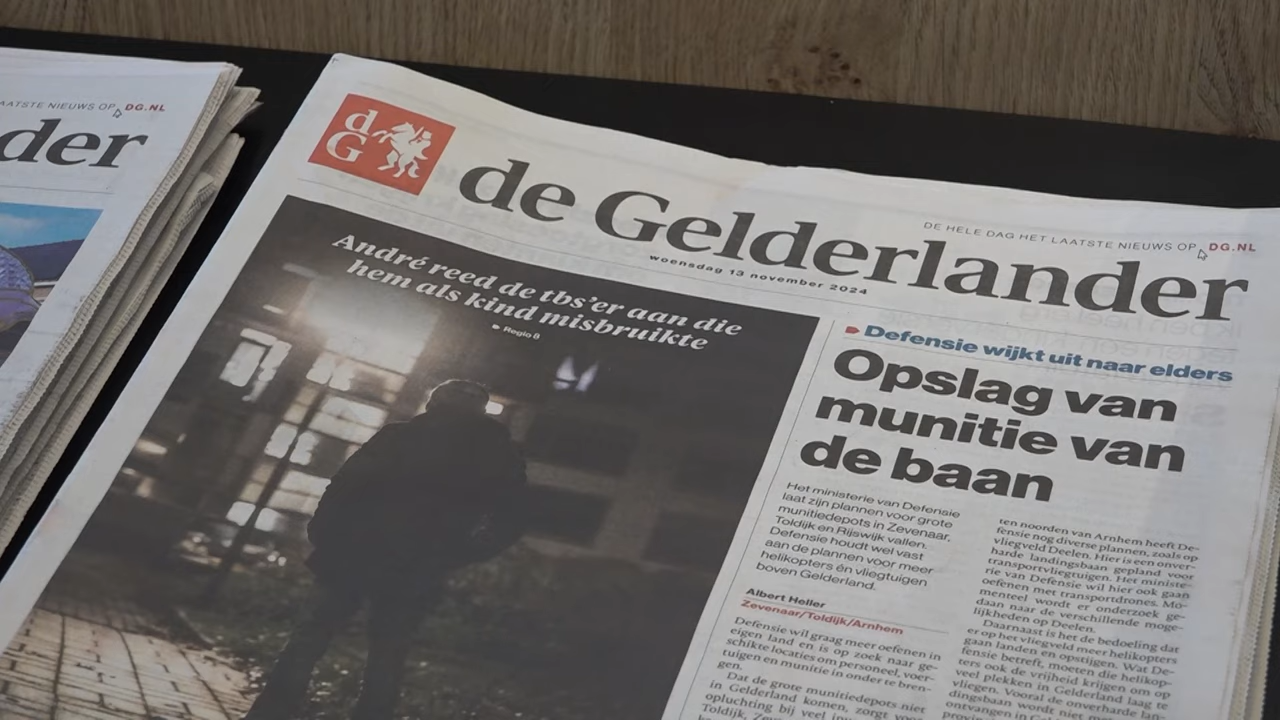 LAATSTE NIEUWS OP DG.NL
der
dG
de Gelderlander
DE HELE DAG HET LAATSTE NIEUWS OP DG.NL
woensdag 13 november 2024
André reed de tbs'er aan die
hem als kind misbruikte
Regio 8
Defensie wijkt uit naar elders
Opslag van
munitie van
de baan
Het ministerie van Defensie
laat zijn plannen voor grote
munitiedepots in Zevenaar,
Toldijk en Rijswijk vallen.
Defensie houdt wel vast
aan de plannen voor meer
helikopters én vliegtuigen
boven Gelderland.
Albert Heller
Zevenaar/Toldijk/Arnhem
Defensie wil graag meer oefenen in
eigen land en is op zoek naar ge-
schikte locaties om personeel, voer-
tuigen en munitie in onder te bren-
gen.
Dat de grote munitiedepots niet
in Gelderland komen, zorgt voor
opluchting bij veel
Toldijk,
ten noorden van Arnhem heeft De-
fensie nog diverse plannen, zoals op
vliegveld Deelen. Hier is een onver-
harde landingsbaan gepland voor
transportvliegtuigen. Het ministe-
rie van Defensie wil hier ook gaan
oefenen met transportdrones. Mo-
menteel wordt er onderzoek ge-
daan naar de verschillende moge-
lijkheden op Deelen.
Daarnaast is het de bedoeling dat
er op het vliegveld meer helikopters
gaan landen en opstijgen. Wat De-
fensie betreft, moeten die helikop-
ters ook de vrijheid krijgen om op
veel plekken in Gelderland laag te
vliegen. Vooral de onverharde lan-
dingsbaan wordt niet
ontvangen in